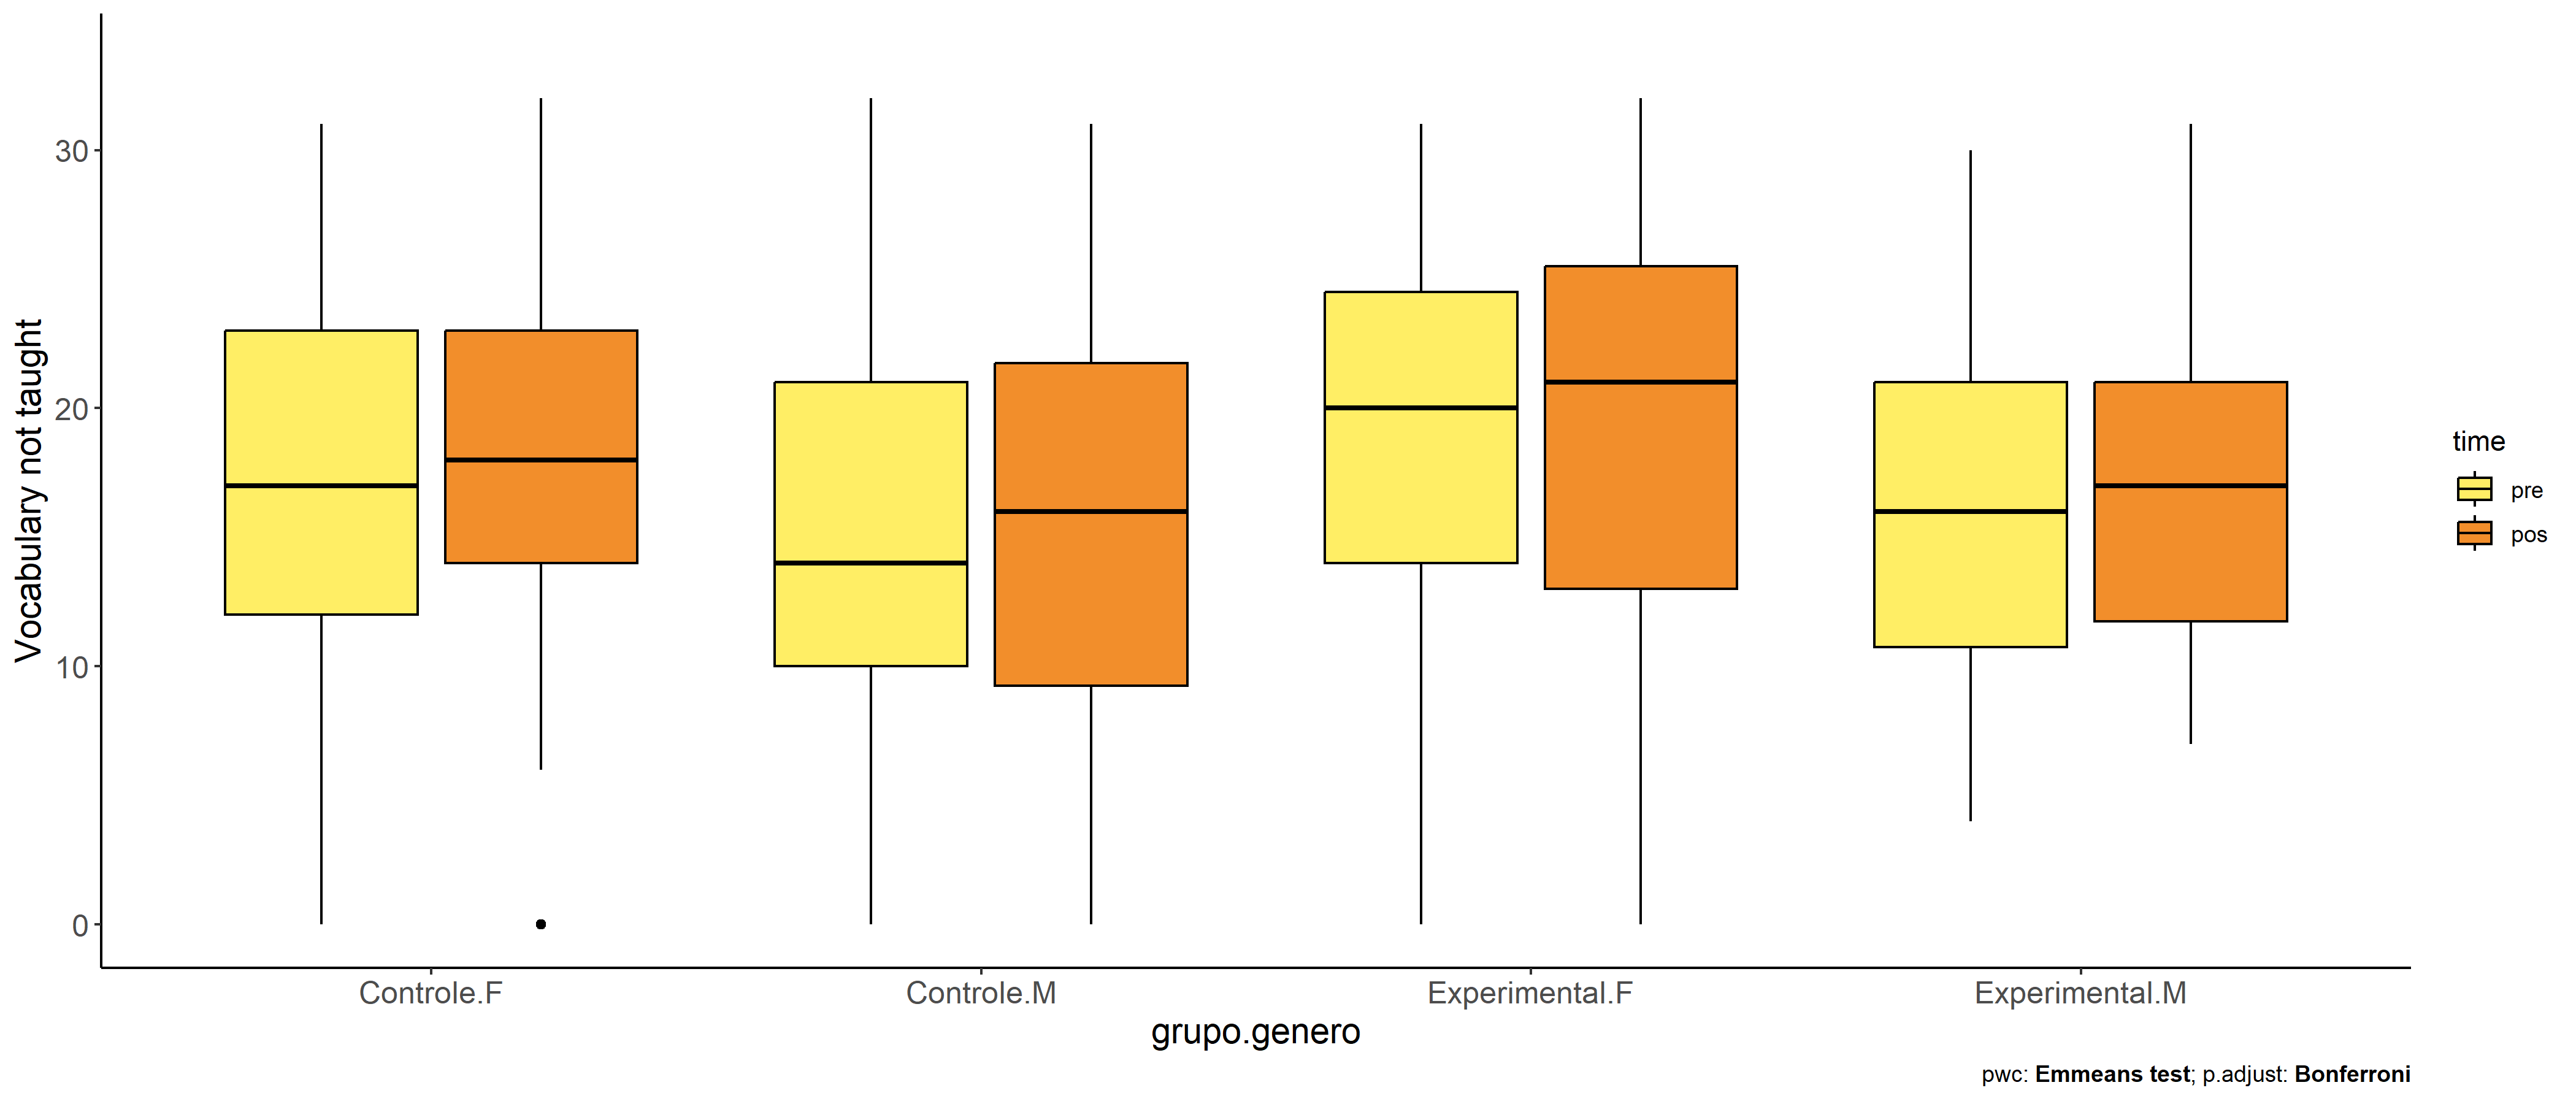 Vocabulary not taught
30
20
10
0
Controle.F
Controle.M
Experimental.F
Experimental.M
grupo.genero
time
pre
pos
pwc: Emmeans test; p.adjust: Bonferroni